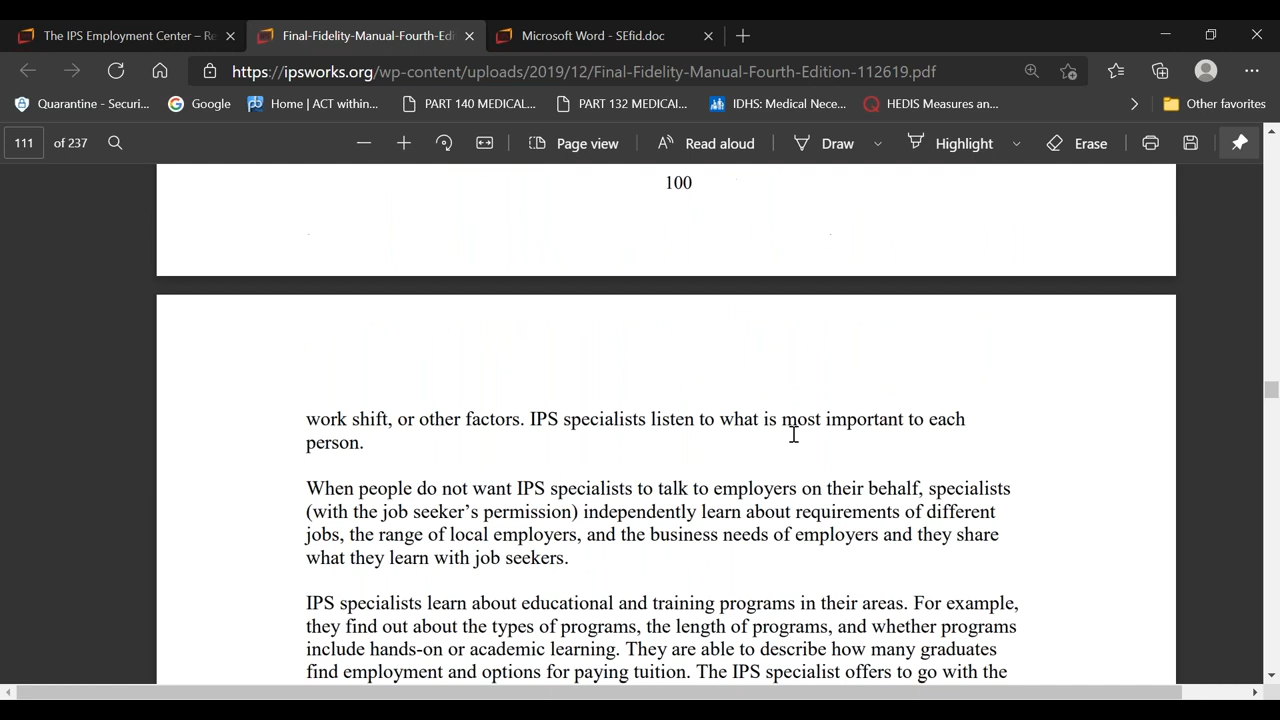 The IPS Employment Center – Re
Final-Fidelity-Manual-Fourth-Edi
Microsoft Word - SEfid.doc
https://ipsworks.org/wp-content/uploads/2019/12/Final-Fidelity-Manual-Fourth-Edition-112619.pdf
Quarantine - Securi...
Google
Home | ACT within...
PART 140 MEDICAL...
PART 132 MEDICAI...
IDHS: Medical Nece...
HEDIS Measures an...
Other favorites
111 of 237
Page view
Read aloud
Draw
Highlight
Erase
100
work shift, or other factors. IPS specialists listen to what is most important to each
person.
When people do not want IPS specialists to talk to employers on their behalf, specialists
(with the job seeker's permission) independently learn about requirements of different
jobs, the range of local employers, and the business needs of employers and they share
what they learn with job seekers.
IPS specialists learn about educational and training programs in their areas. For example,
they find out about the types of programs, the length of programs, and whether programs
include hands-on or academic learning. They are able to describe how many graduates
find employment and options for paying tuition. The IPS specialist offers to go with the